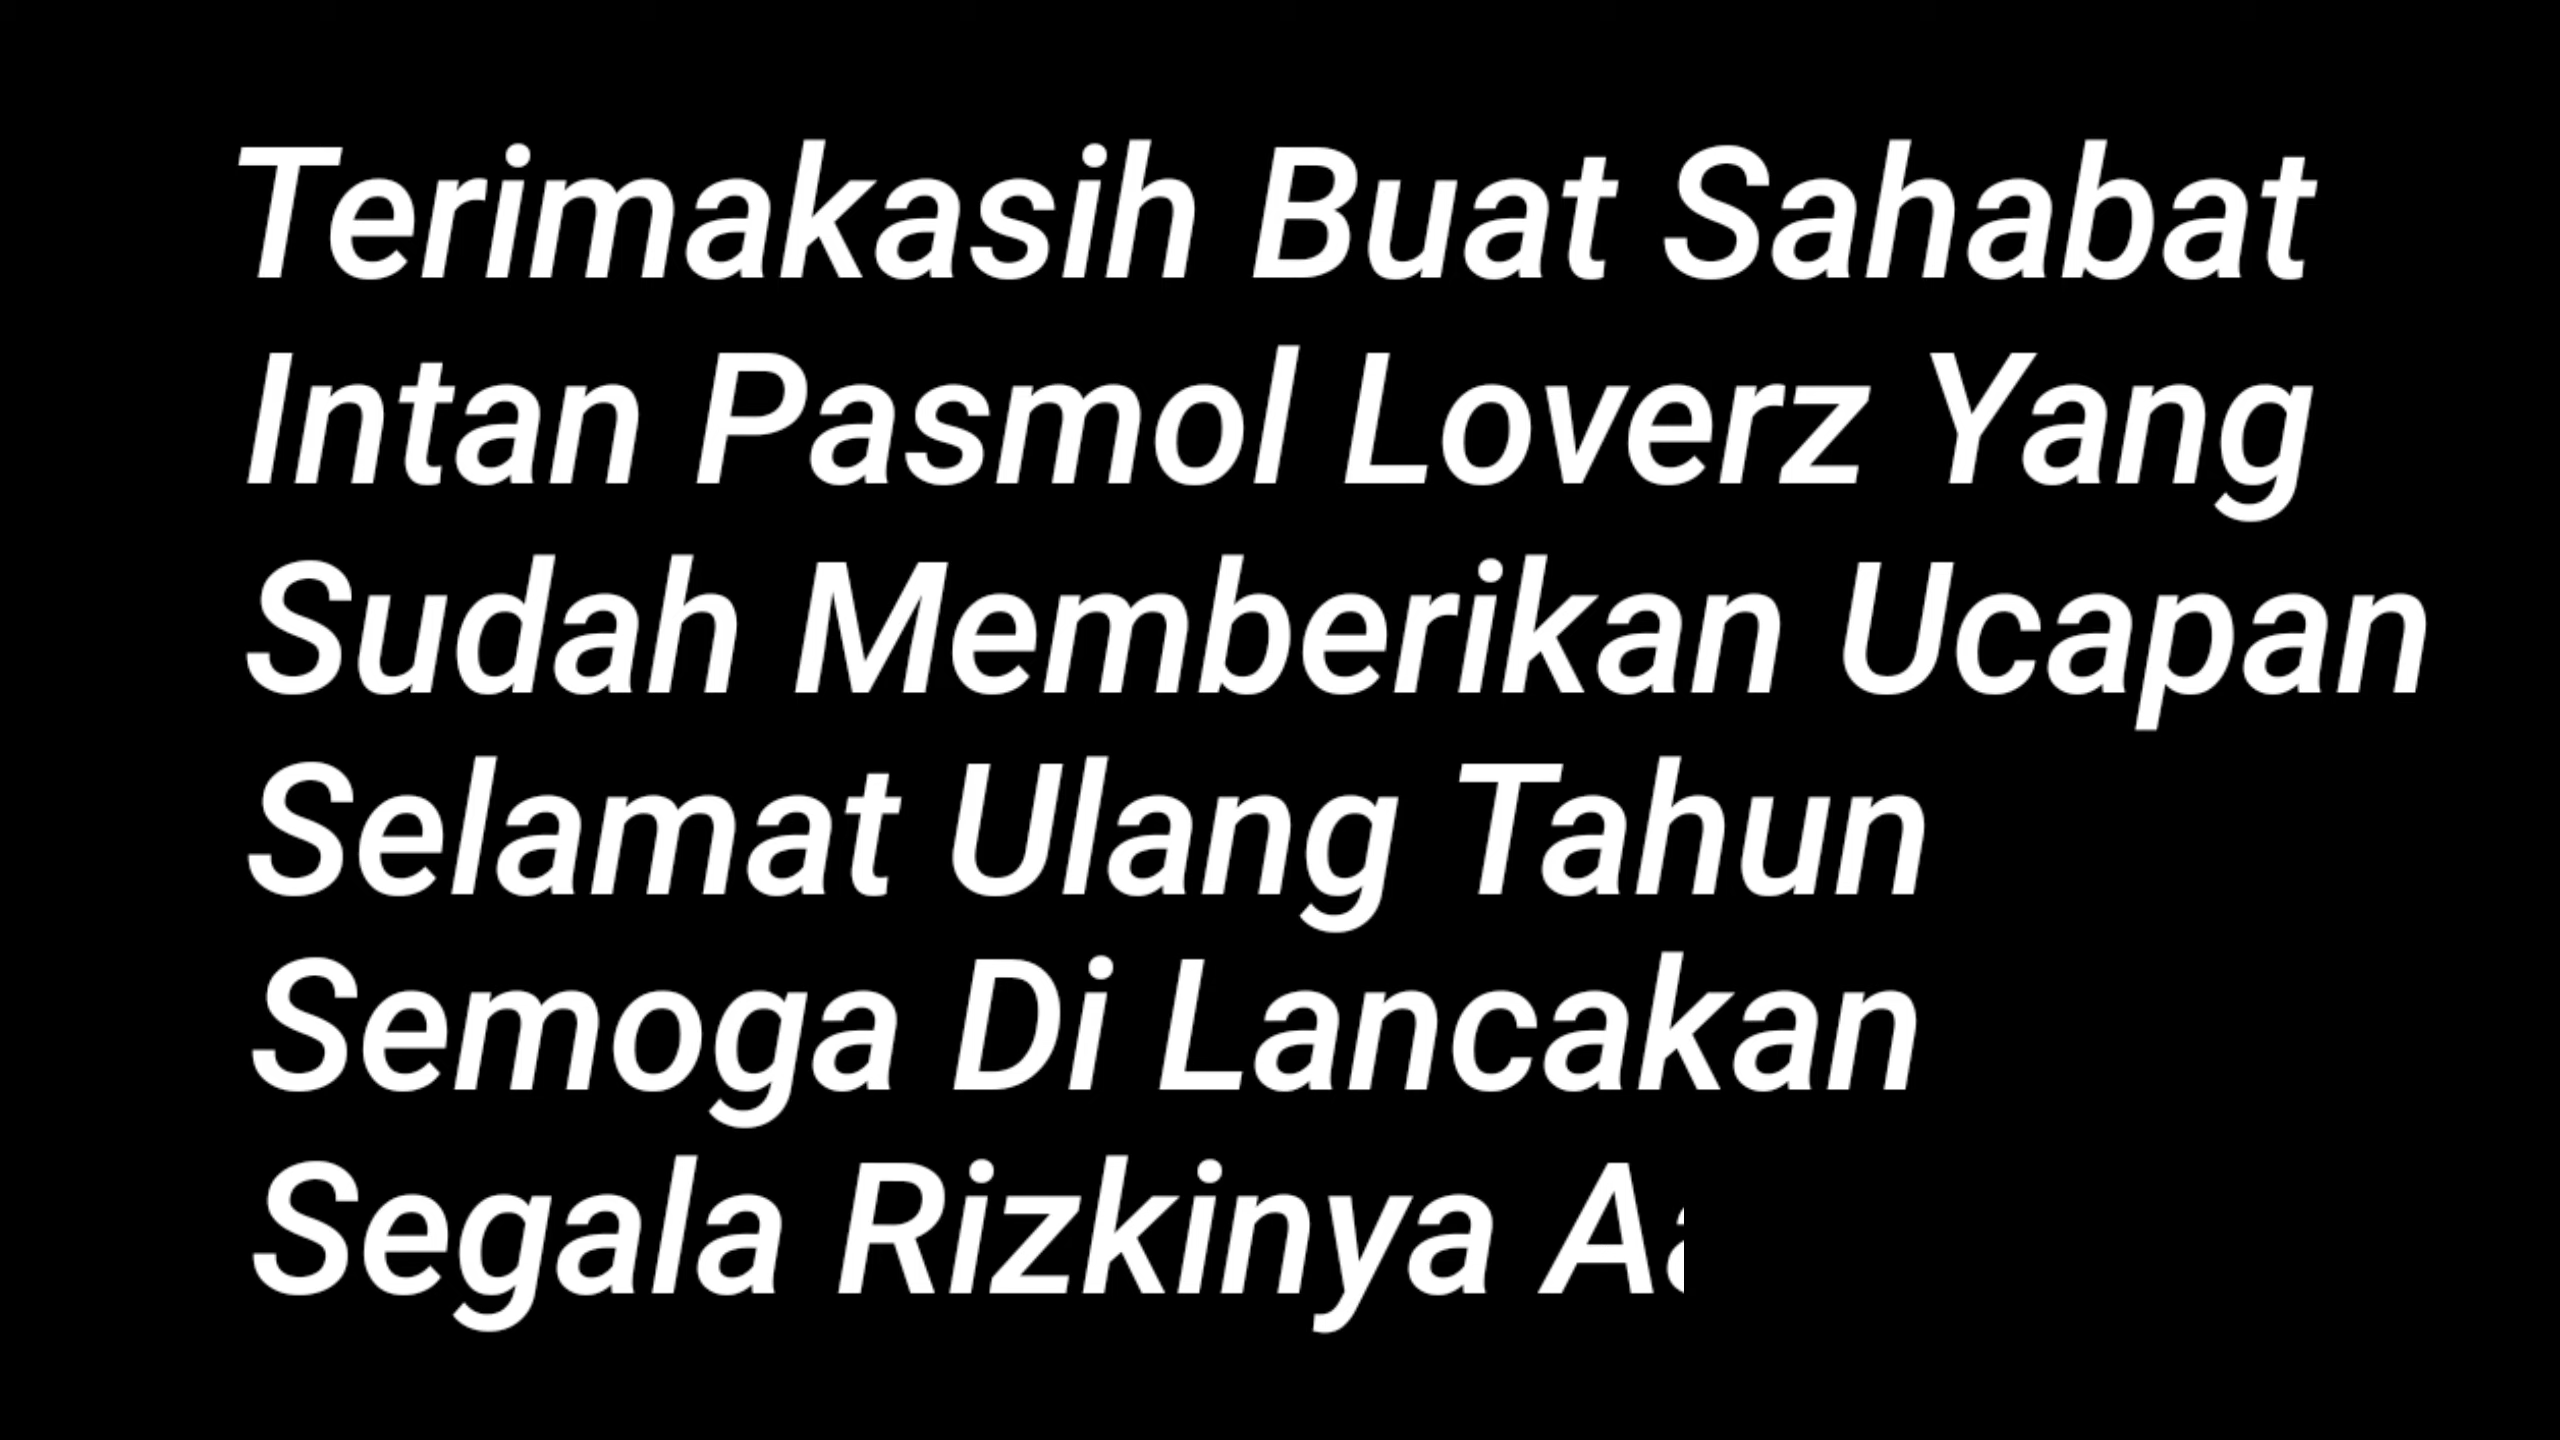 Terimakasih Buat Sahabat
Intan Pasmol Loverz Yang
Sudah Memberikan Ucapan
Selamat Ulang Tahun
Semoga Di Lancakan
Segala Rizkinya